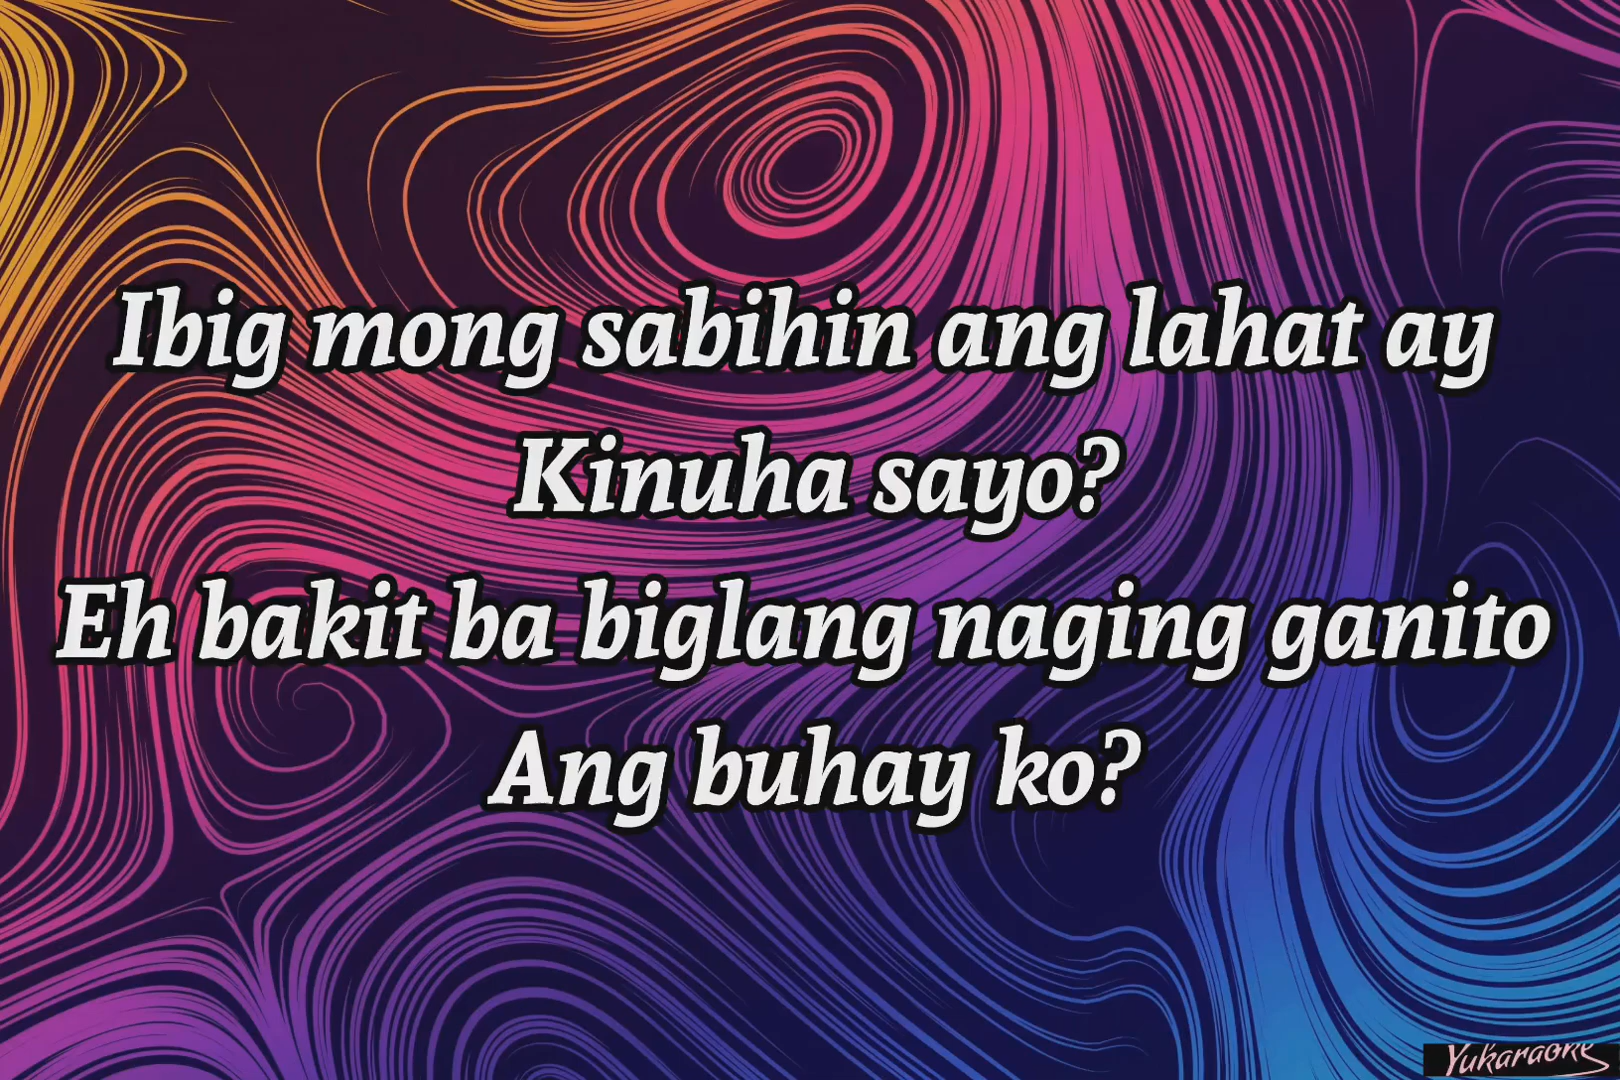 Ibig mong sabihin ang lahat ay
Kinuha sayo?
Eh bakit ba biglang naging ganito
Ang buhay ko?
Yukaraoke